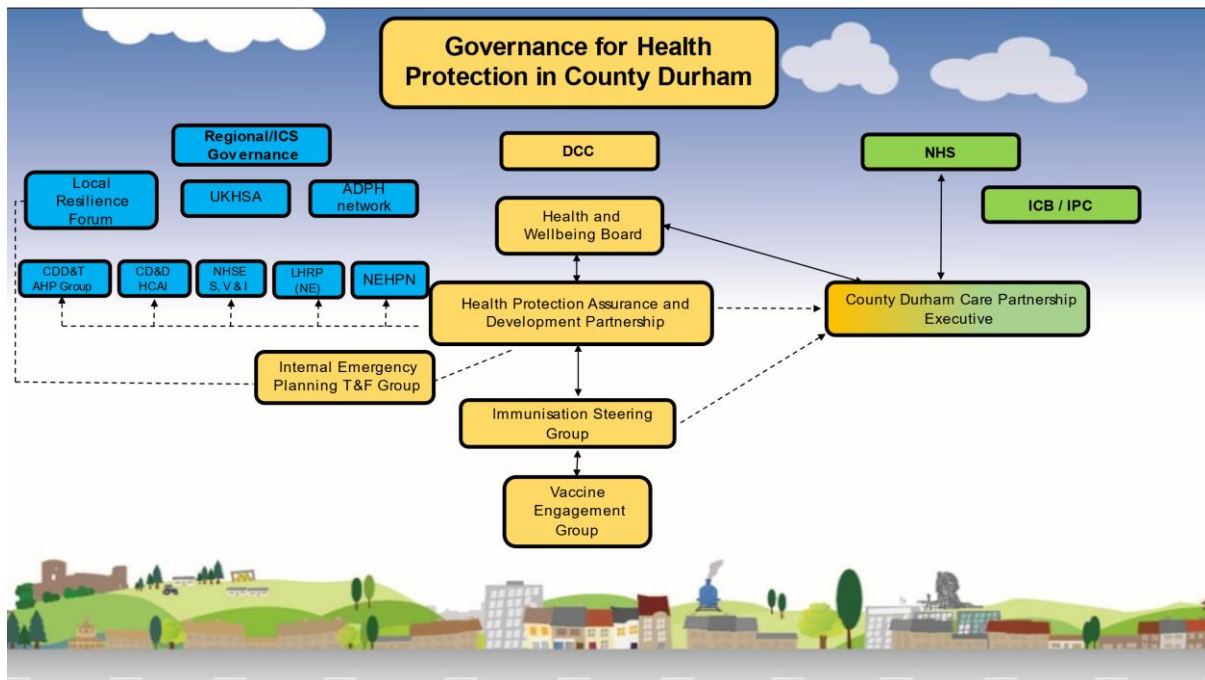 Governance for Health
Protection in County Durham
Regional/ICS
Governance
DCC
NHS
Local
Resilience
Forum
UKHSA
ADPH
network
ICB / IPC
Health and
Wellbeing Board
CDD&T
AHP Group
CD&D
HCAI
NHSE
S, V & I
LHRP
(NE)
NEHPN
Health Protection Assurance and
Development Partnership
County Durham Care Partnership
Executive
Internal Emergency
Planning T&F Group
Immunisation Steering
Group
Vaccine
Engagement
Group